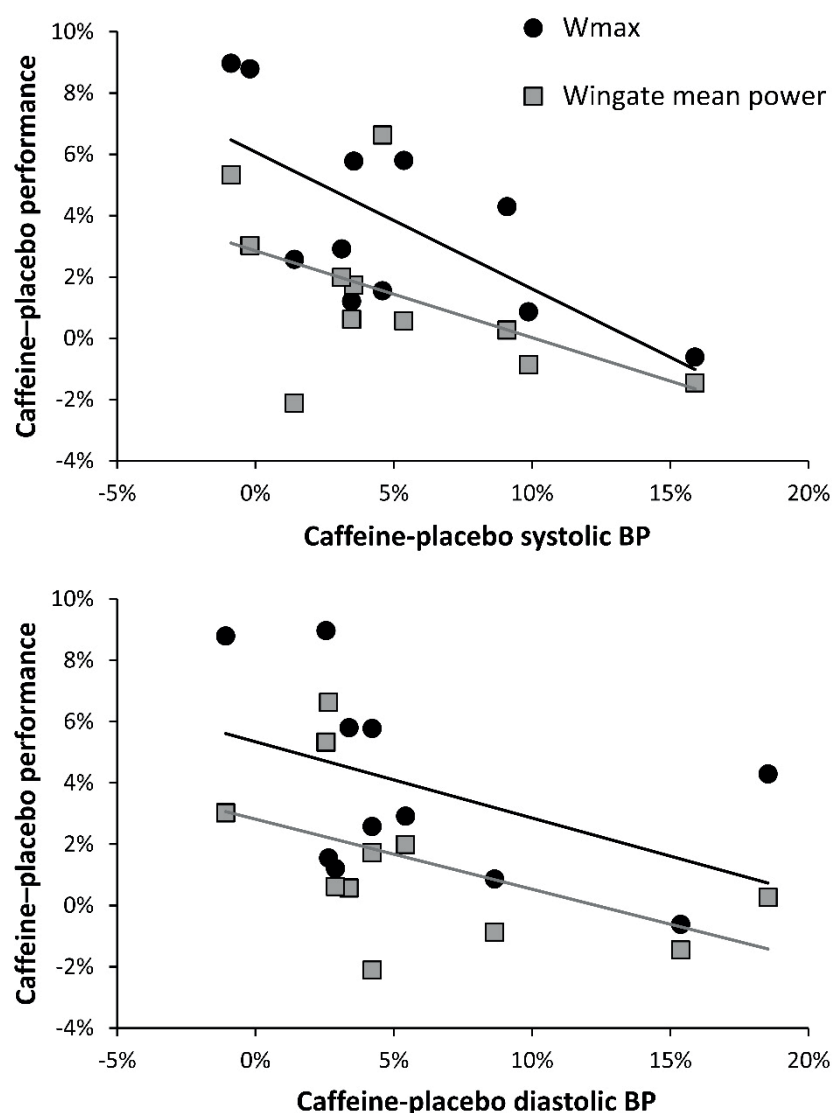 Wmax
Wingate mean power
Caffeine–placebo performance
10%
8%
6%
4%
2%
0%
-2%
-4%
-5% 0% 5% 10% 15% 20%
Caffeine-placebo systolic BP
Caffeine–placebo performance
10%
8%
6%
4%
2%
0%
-2%
-4%
-5% 0% 5% 10% 15% 20%
Caffeine-placebo diastolic BP